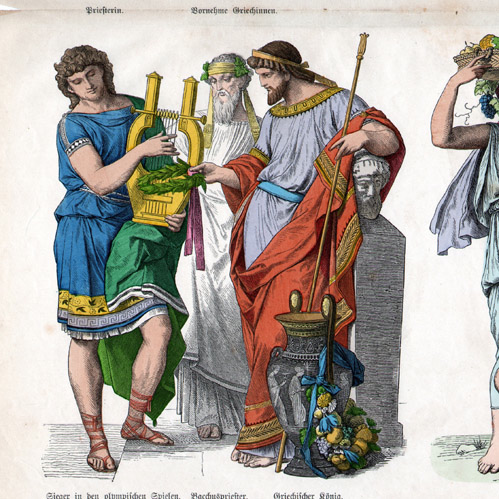 Priesterin. Vornehme Griechinnen.
Sieger in den olympischen Spielen. Bacchuspriester. Griechischer König.